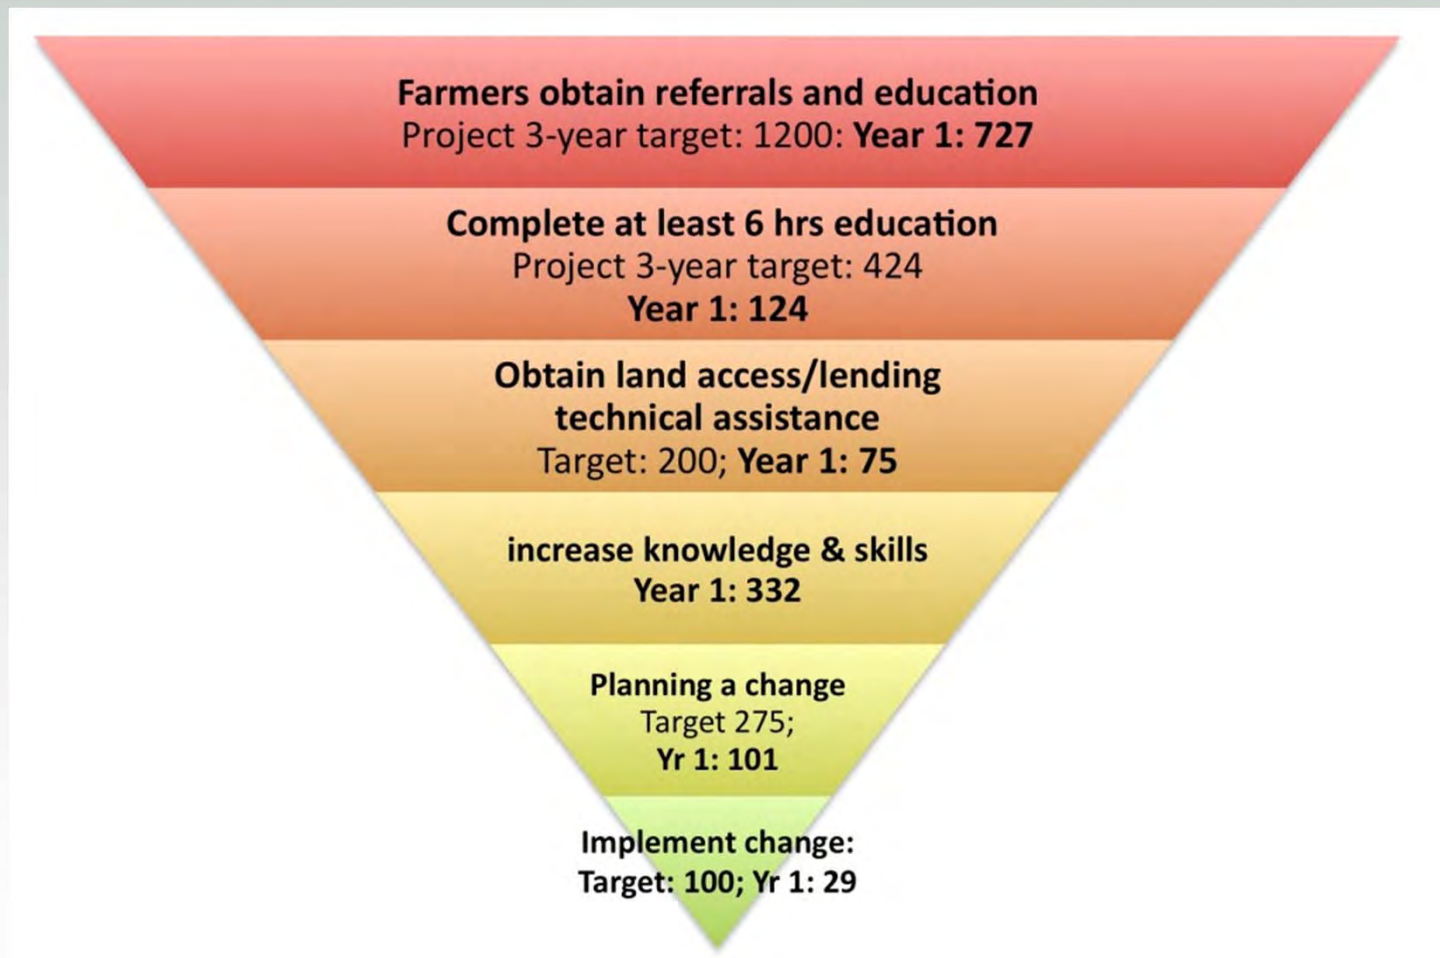 Farmers obtain referrals and education
Project 3-year target: 1200: Year 1: 727
Complete at least 6 hrs education
Project 3-year target: 424
Year 1: 124
Obtain land access/lending
technical assistance
Target: 200; Year 1: 75
increase knowledge & skills
Year 1: 332
Planning a change
Target 275;
Yr 1: 101
Implement change:
Target: 100; Yr 1: 29